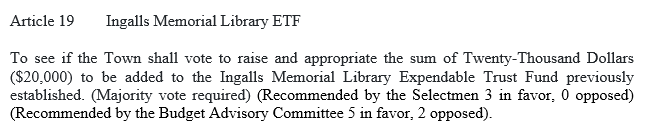 Article 19 Ingalls Memorial Library ETF
To see if the Town shall vote to raise and appropriate the sum of Twenty-Thousand Dollars
($20,000) to be added to the Ingalls Memorial Library Expendable Trust Fund previously
established. (Majority vote required) (Recommended by the Selectmen 3 in favor, 0 opposed)
(Recommended by the Budget Advisory Committee 5 in favor, 2 opposed).